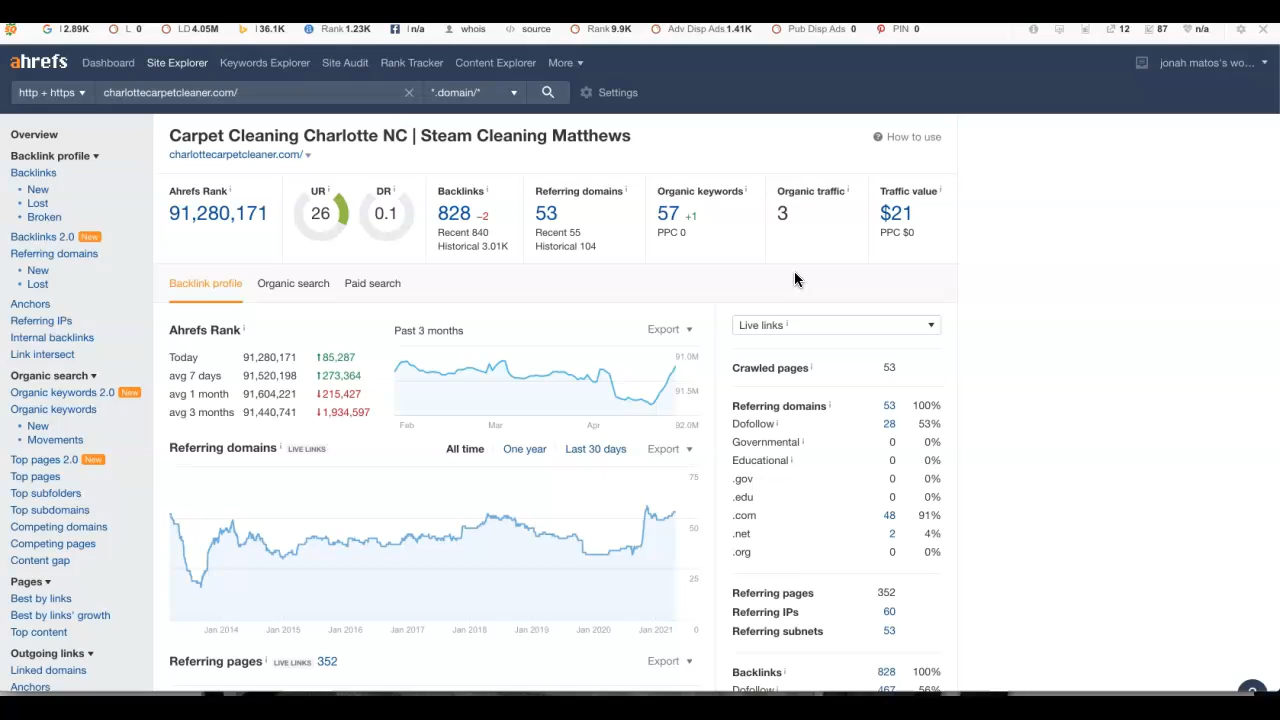 I 2.89K L 0 LD 4.05M I 36.1K Rank 1.23K I n/a whois source Rank 9.9K Adv Disp Ads 1.41K Pub Disp Ads 0 PIN 0 12 87 n/a
ahrefs Dashboard Site Explorer Keywords Explorer Site Audit Rank Tracker Content Explorer More jonah matos's wo...
http + https charlottecarpetcleaner.com/ *.domain/* Settings
Overview
Backlink profile
Backlinks
• New
• Lost
• Broken
Backlinks 2.0 New
Referring domains
• New
• Lost
Anchors
Referring IPs
Internal backlinks
Link intersect
Organic search
Organic keywords 2.0 New
Organic keywords
• New
• Movements
Top pages 2.0 New
Top pages
Top subfolders
Top subdomains
Competing domains
Competing pages
Content gap
Pages
Best by links
Best by links' growth
Top content
Outgoing links
Linked domains
Anchors
Carpet Cleaning Charlotte NC | Steam Cleaning Matthews
How to use
charlottecarpetcleaner.com/
Ahrefs Rank
91,280,171
UR
26
DR
0.1
Backlinks
828 −2
Recent 840
Historical 3.01K
Referring domains
53
Recent 55
Historical 104
Organic keywords
57 +1
PPC 0
Organic traffic
3
Traffic value
$21
PPC $0
Backlink profile Organic search Paid search
Ahrefs Rank
Today 91,280,171 ↑85,287
avg 7 days 91,520,198 ↑273,364
avg 1 month 91,604,221 ↓215,427
avg 3 months 91,440,741 ↓1,934,597
Past 3 months Export
91.0M
91.5M
92.0M
Feb Mar Apr
Referring domains LIVE LINKS All time One year Last 30 days Export
75
50
25
0
Jan 2014 Jan 2015 Jan 2016 Jan 2017 Jan 2018 Jan 2019 Jan 2020 Jan 2021
Referring pages LIVE LINKS 352 Export
Live links
Crawled pages 53
Referring domains 53 100%
Dofollow 28 53%
Governmental 0 0%
Educational 0 0%
.gov 0 0%
.edu 0 0%
.com 48 91%
.net 2 4%
.org 0 0%
Referring pages 352
Referring IPs 60
Referring subnets 53
Backlinks 828 100%
Dofollow 467 56%